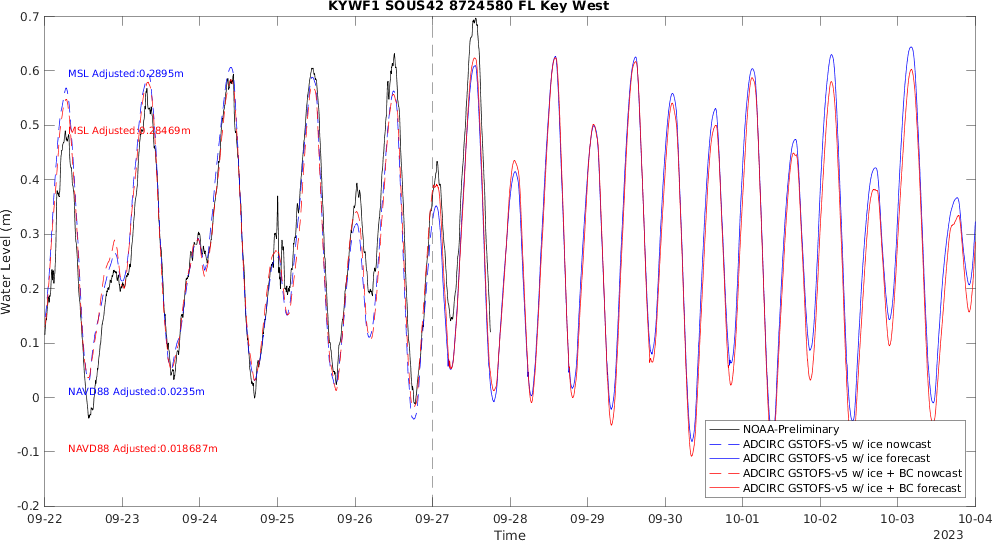 KYWF1 SOUS42 8724580 FL Key West
0.7
0.6
0.5
0.4
0.3
0.2
0.1
0
-0.1
-0.2
Water Level (m)
MSL Adjusted:0.2895m
MSL Adjusted:0.28469m
NAVD88 Adjusted:0.0235m
NAVD88 Adjusted:0.018687m
NOAA-Preliminary
ADCIRC GSTOFS-v5 w/ ice nowcast
ADCIRC GSTOFS-v5 w/ ice forecast
ADCIRC GSTOFS-v5 w/ ice + BC nowcast
ADCIRC GSTOFS-v5 w/ ice + BC forecast
09-22 09-23 09-24 09-25 09-26 09-27 09-28 09-29 09-30 10-01 10-02 10-03 10-04
Time
2023